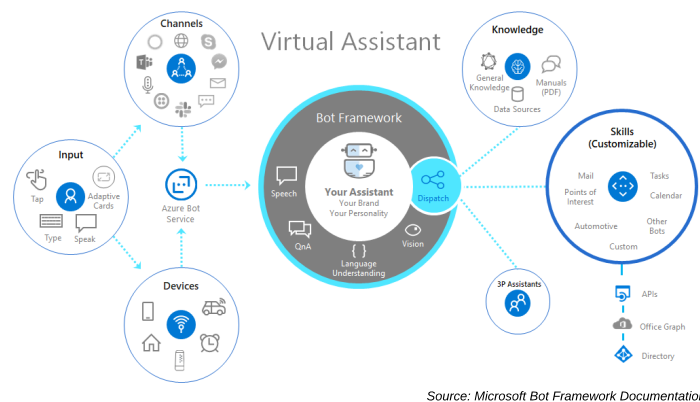 Virtual Assistant
Channels
Input
Tap
Adaptive
Cards
Type
Speak
Azure Bot
Service
Devices
Bot Framework
Your Assistant
Your Brand
Your Personality
Speech
QnA
{ }
Language
Understanding
Vision
Dispatch
Knowledge
General
Knowledge
Manuals
(PDF)
Data Sources
Skills
(Customizable)
Mail
Tasks
Points of
Interest
Calendar
Automotive
Other
Bots
Custom
3P Assistants
APIs
Office Graph
Directory
Source: Microsoft Bot Framework Documentatio